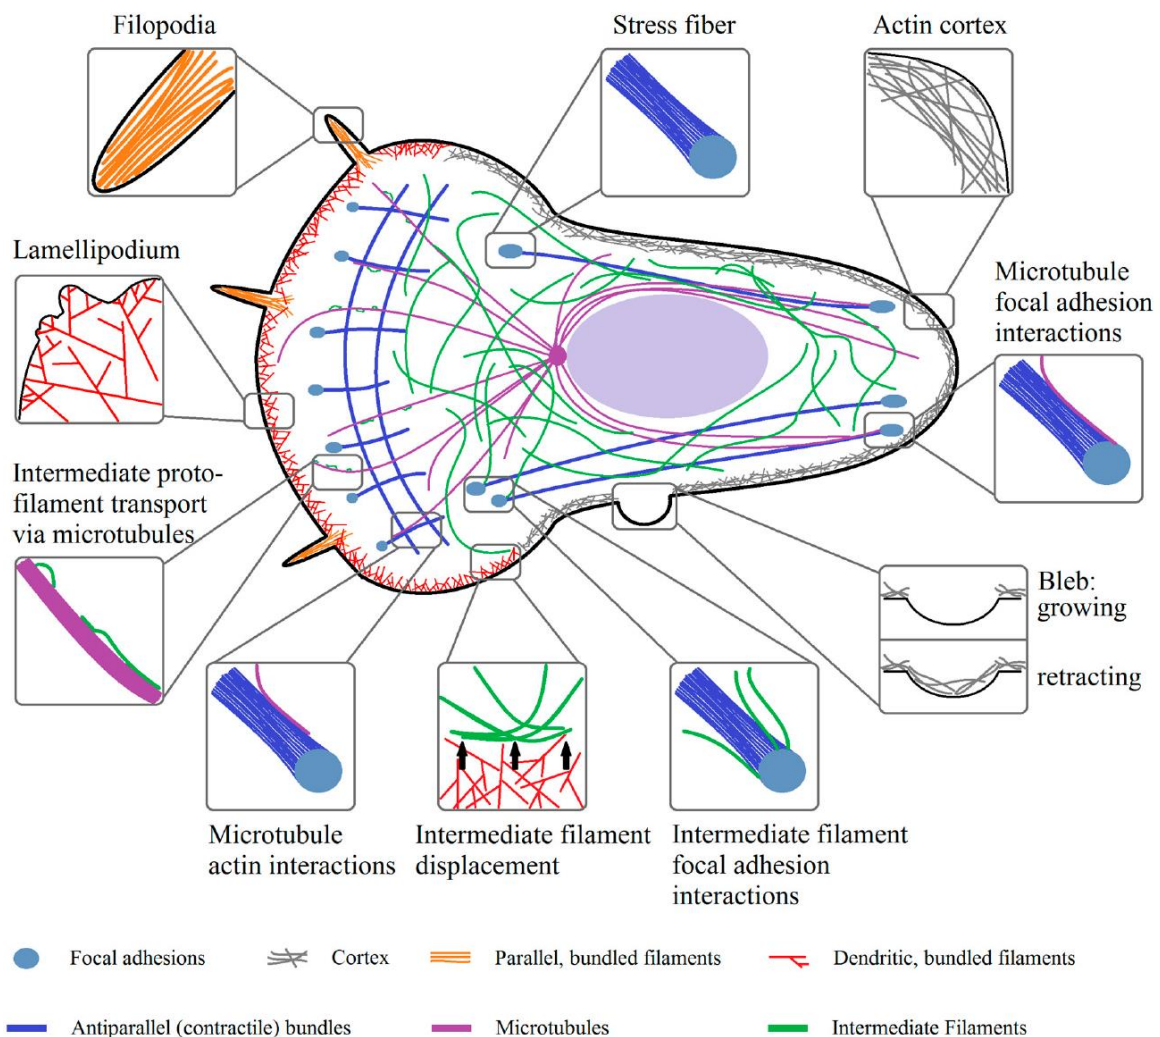 Filopodia
Stress fiber
Actin cortex
Lamellipodium
Microtubule
focal adhesion
interactions
Intermediate proto-
filament transport
via microtubules
Bleb:
growing
retracting
Microtubule
actin interactions
Intermediate filament
displacement
Intermediate filament
focal adhesion
interactions
Focal adhesions
Cortex
Parallel, bundled filaments
Dendritic, bundled filaments
Antiparallel (contractile) bundles
Microtubules
Intermediate Filaments